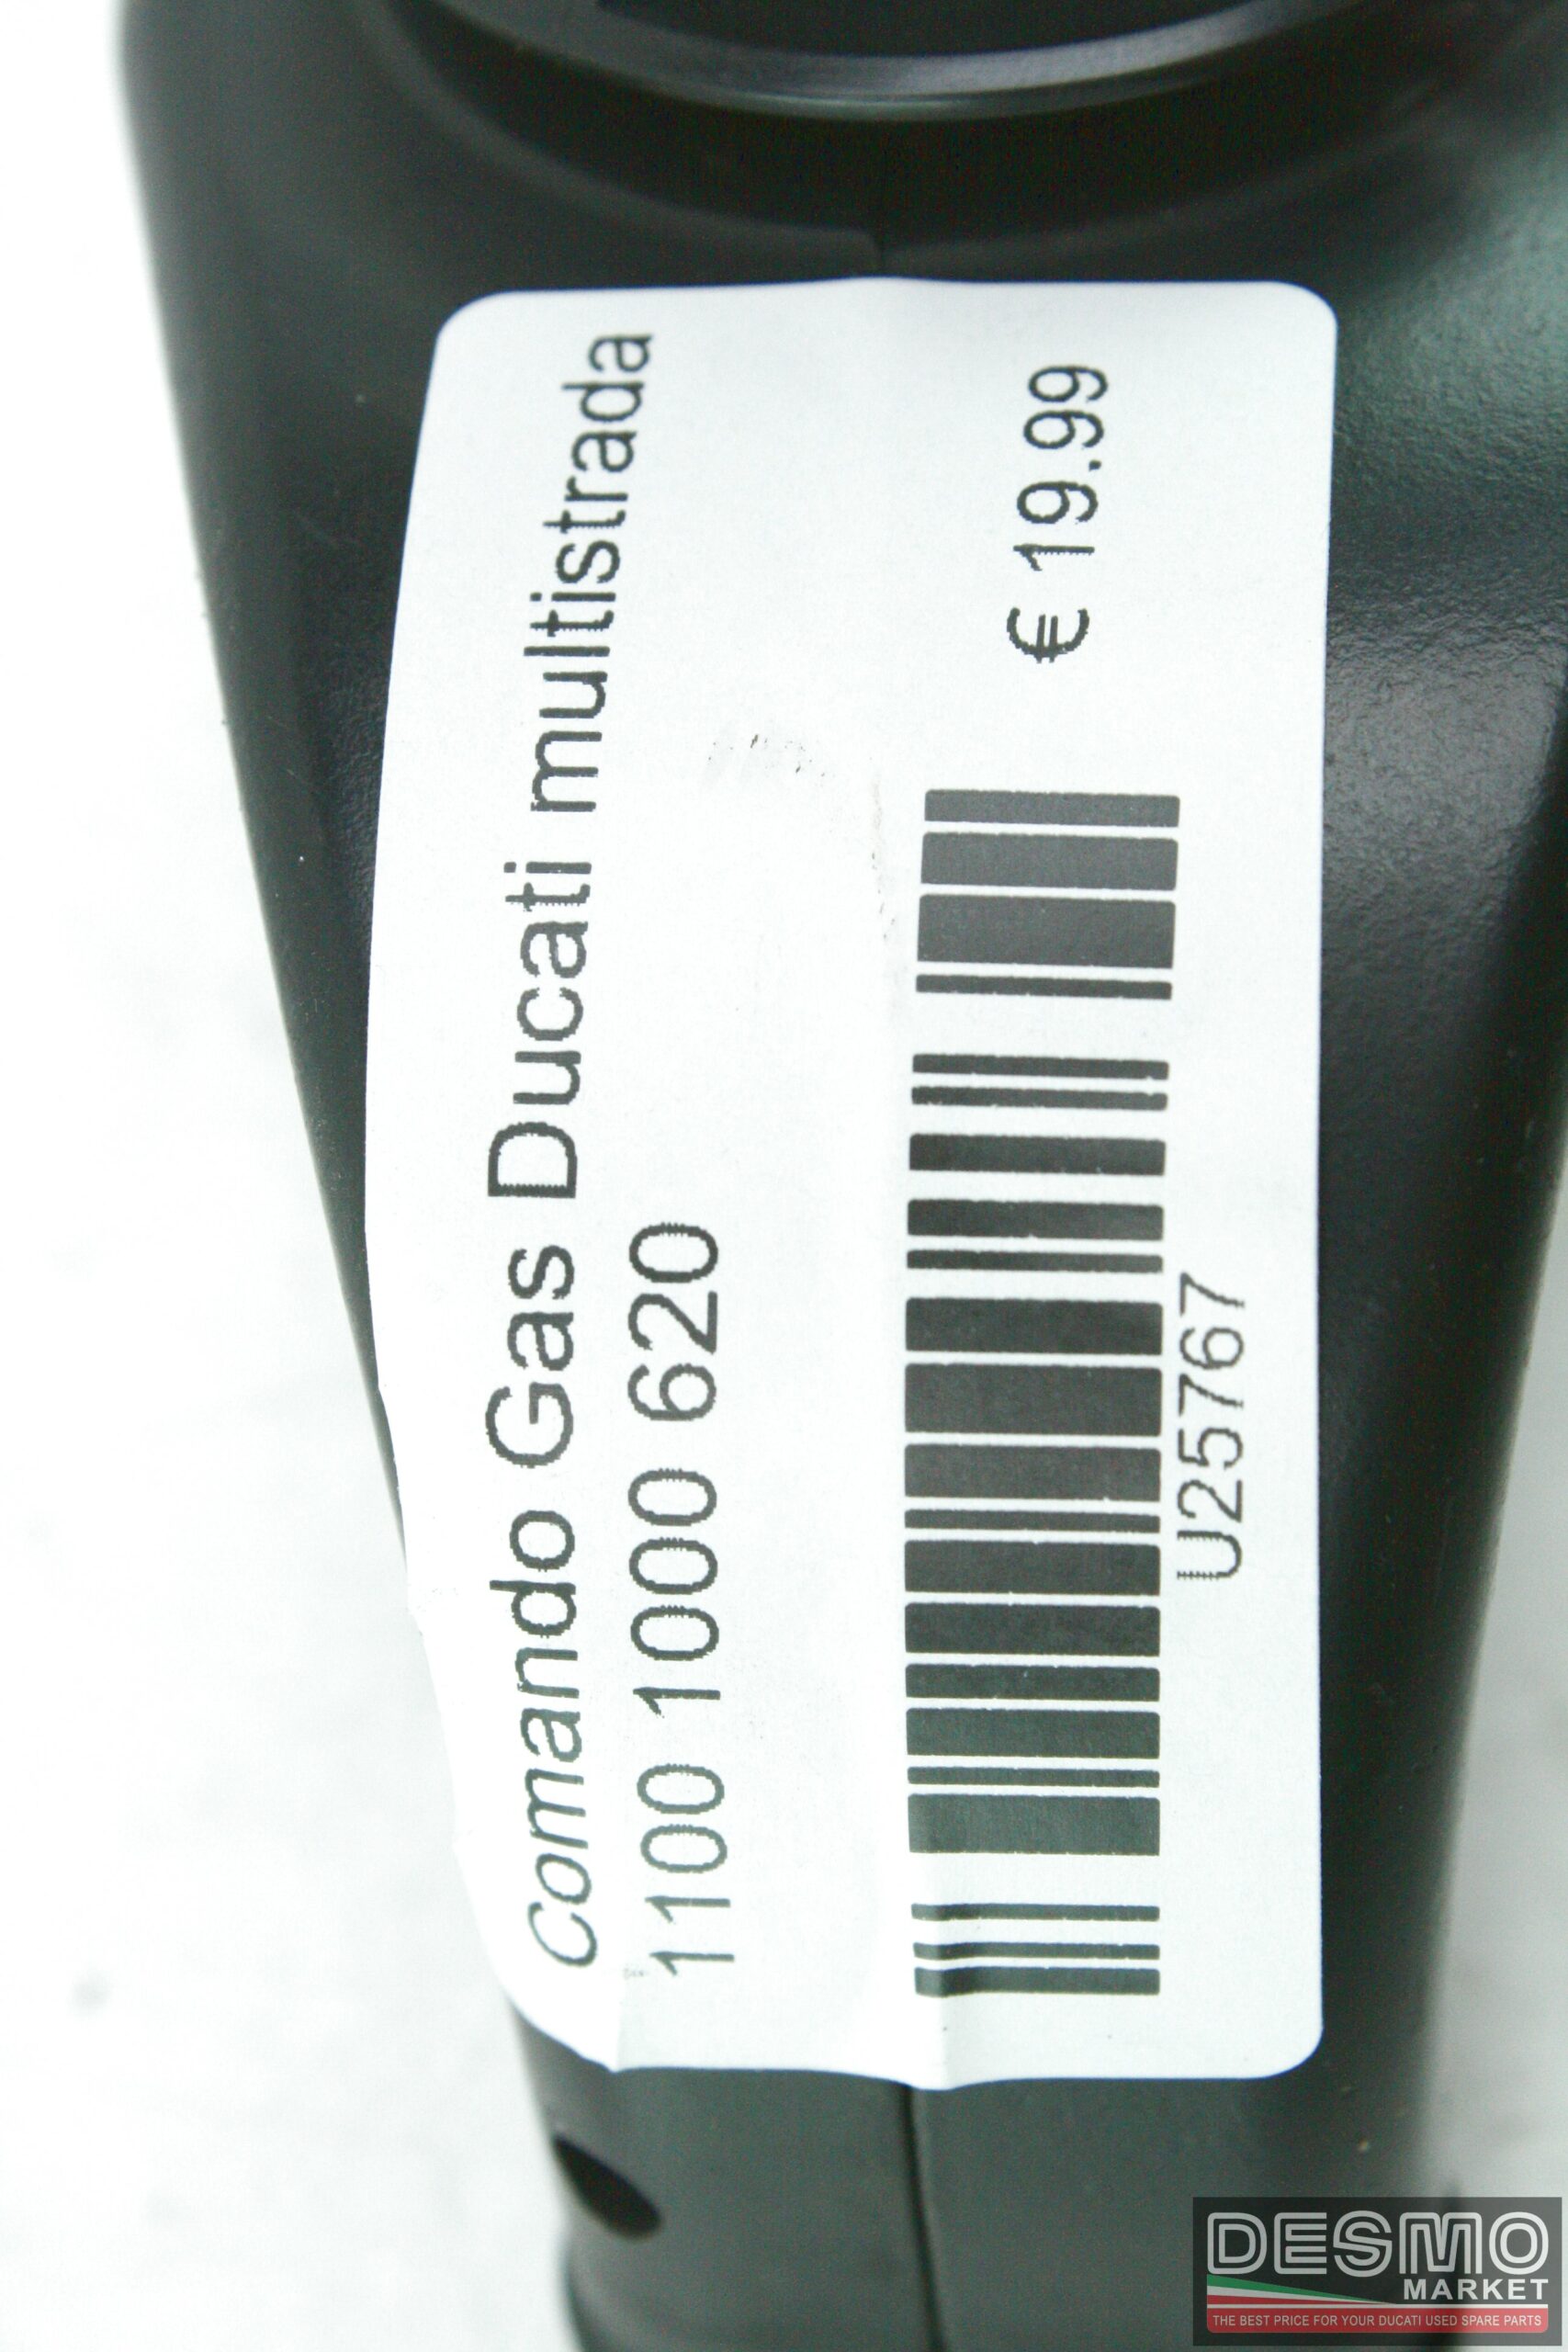 Comando Gas Ducati multistrada
1100 1000 620
€ 19.99
U25767
DESMO
MARKET
THE BEST PRICE FOR YOUR DUCATI USED SPARE PARTS